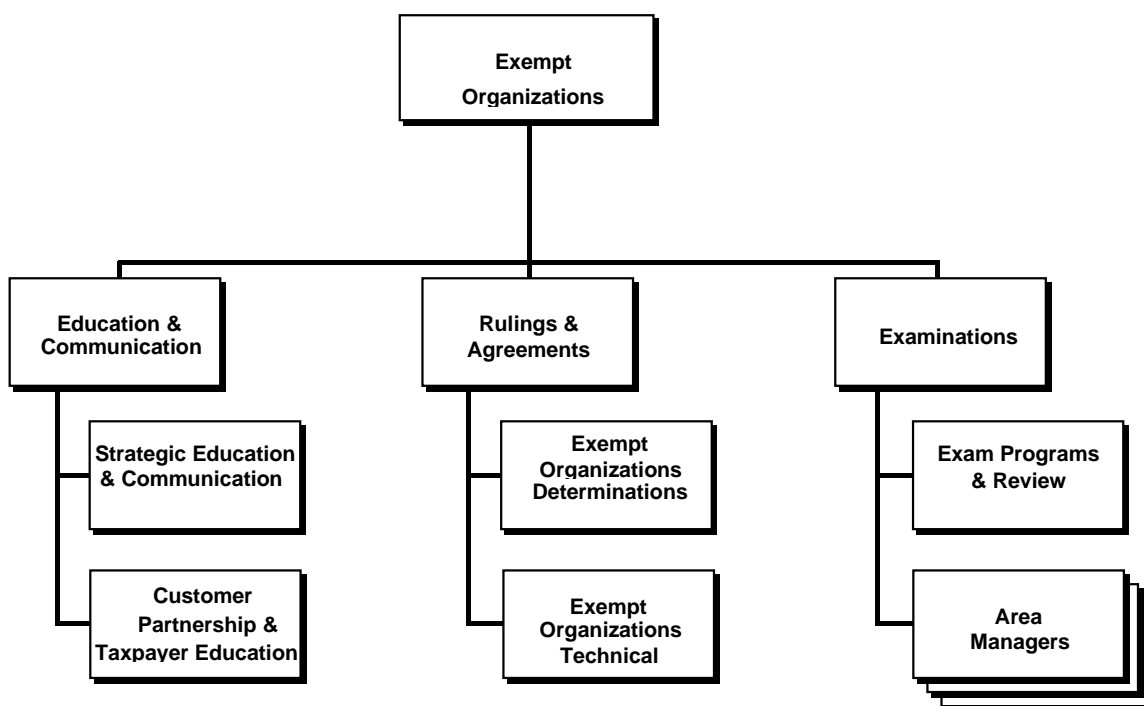 Exempt
Organizations
Education &
Communication
Rulings &
Agreements
Examinations
Strategic Education
& Communication
Exempt
Organizations
Determinations
Exam Programs
& Review
Customer
Partnership &
Taxpayer Education
Exempt
Organizations
Technical
Area
Managers